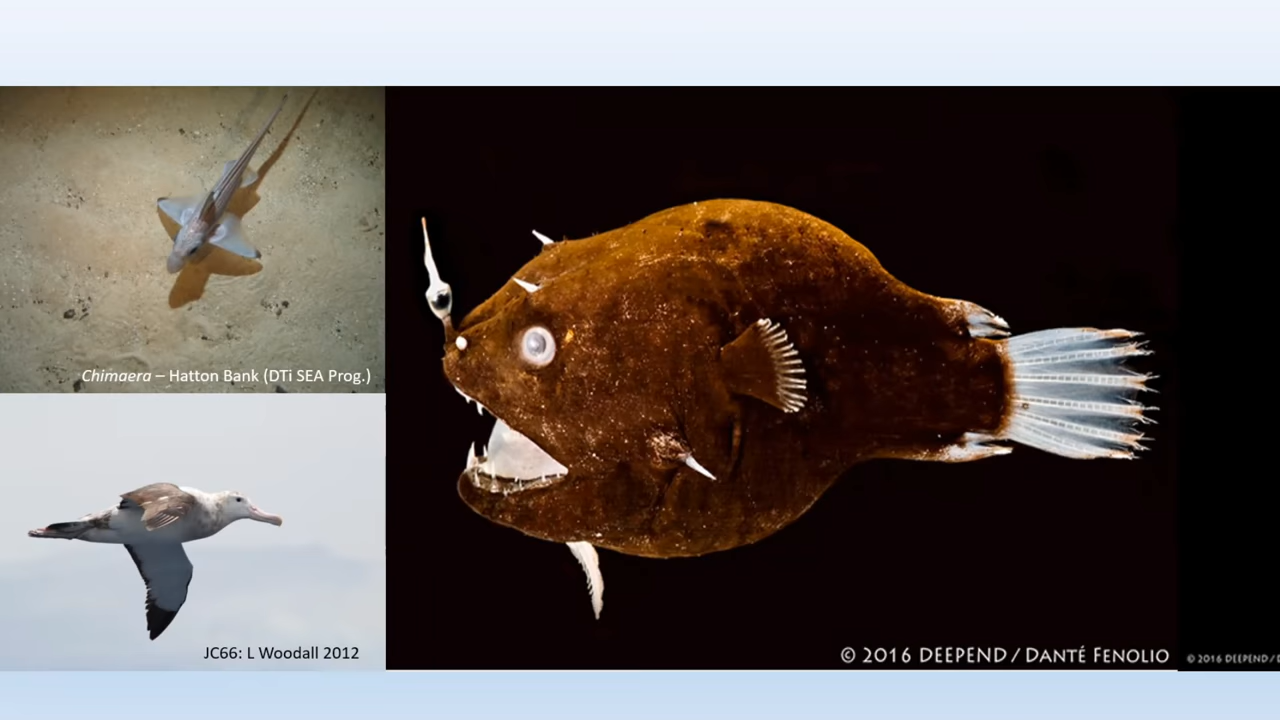 Chimaera – Hatton Bank (DTi SEA Prog.)
JC66: L Woodall 2012
© 2016 DEEPEND / DANTÉ FENOLIO
© 2016 DEEPEND / D